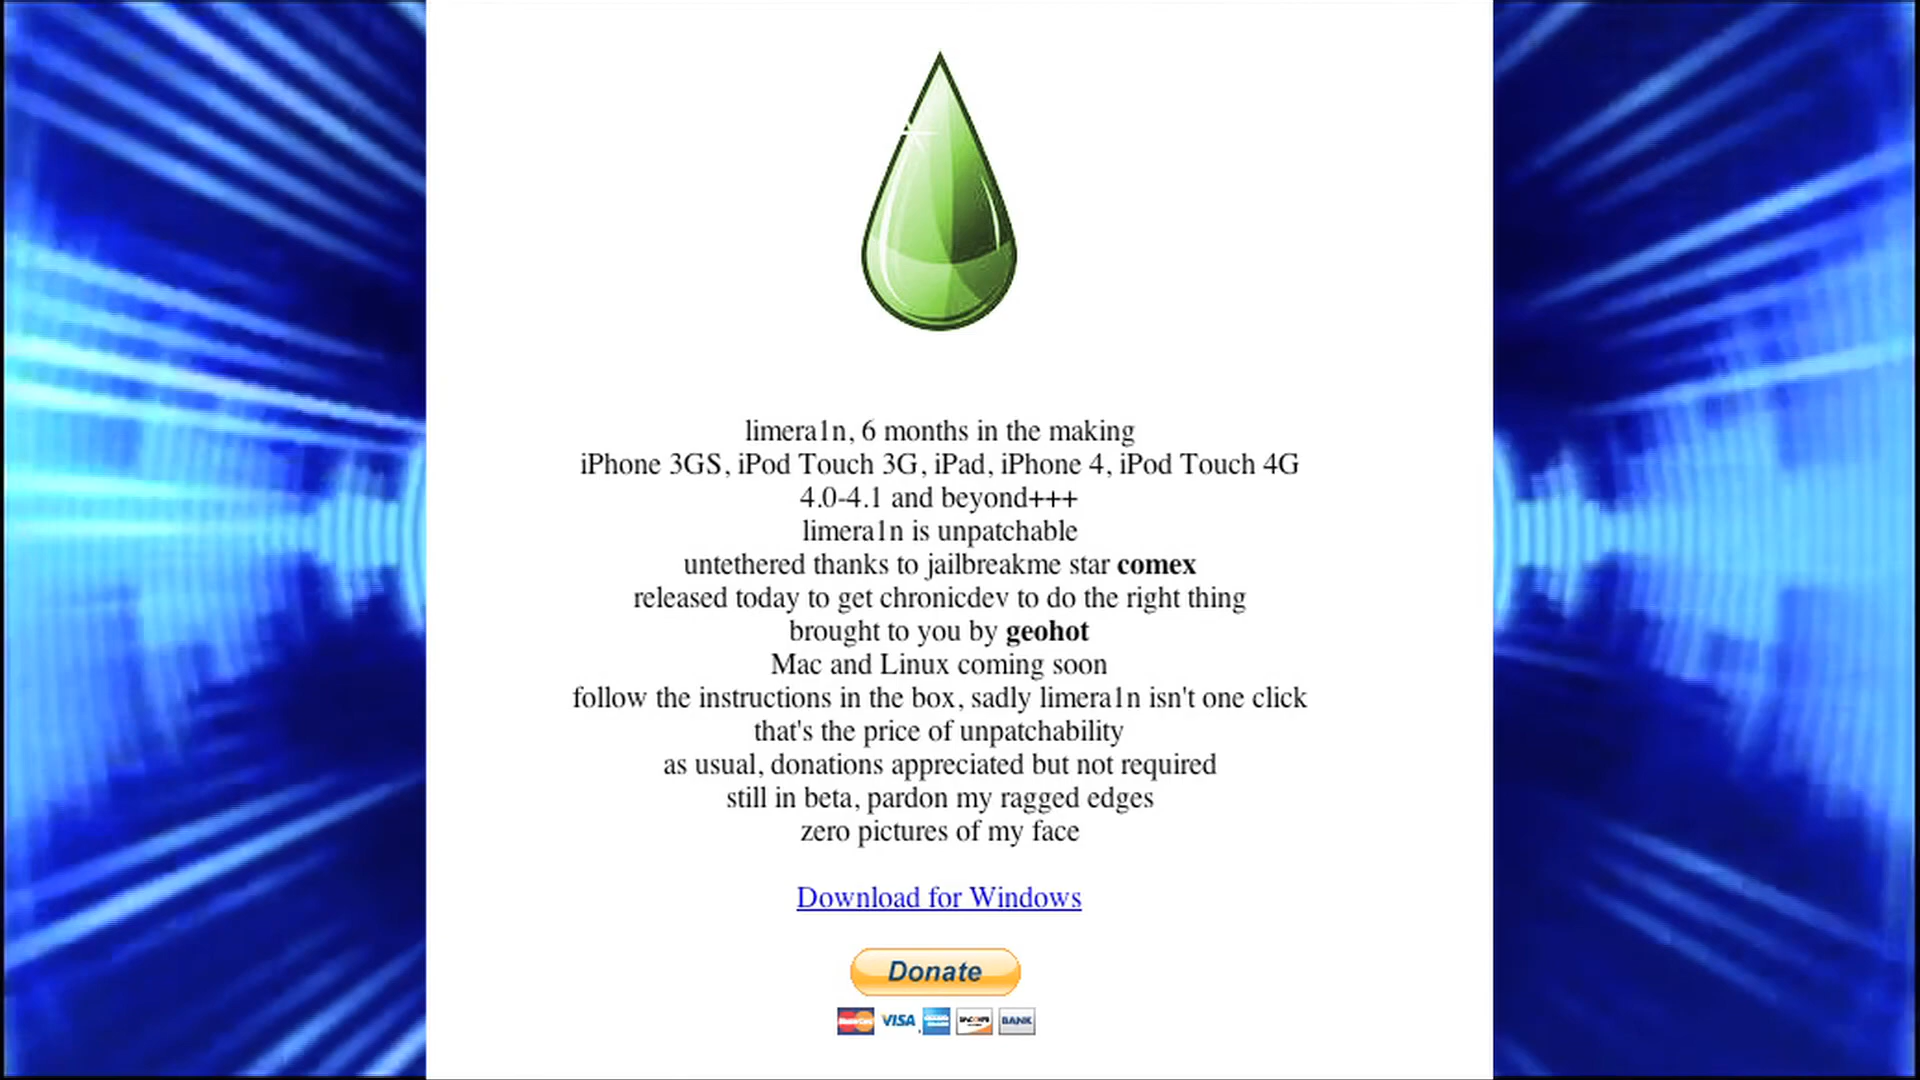 limera1n, 6 months in the making
iPhone 3GS, iPod Touch 3G, iPad, iPhone 4, iPod Touch 4G
4.0-4.1 and beyond+++
limera1n is unpatchable
untethered thanks to jailbreakme star comex
released today to get chronicdev to do the right thing
brought to you by geohot
Mac and Linux coming soon
follow the instructions in the box, sadly limera1n isn't one click
that's the price of unpatchability
as usual, donations appreciated but not required
still in beta, pardon my ragged edges
zero pictures of my face
Download for Windows
Donate
MasterCard VISA BANK